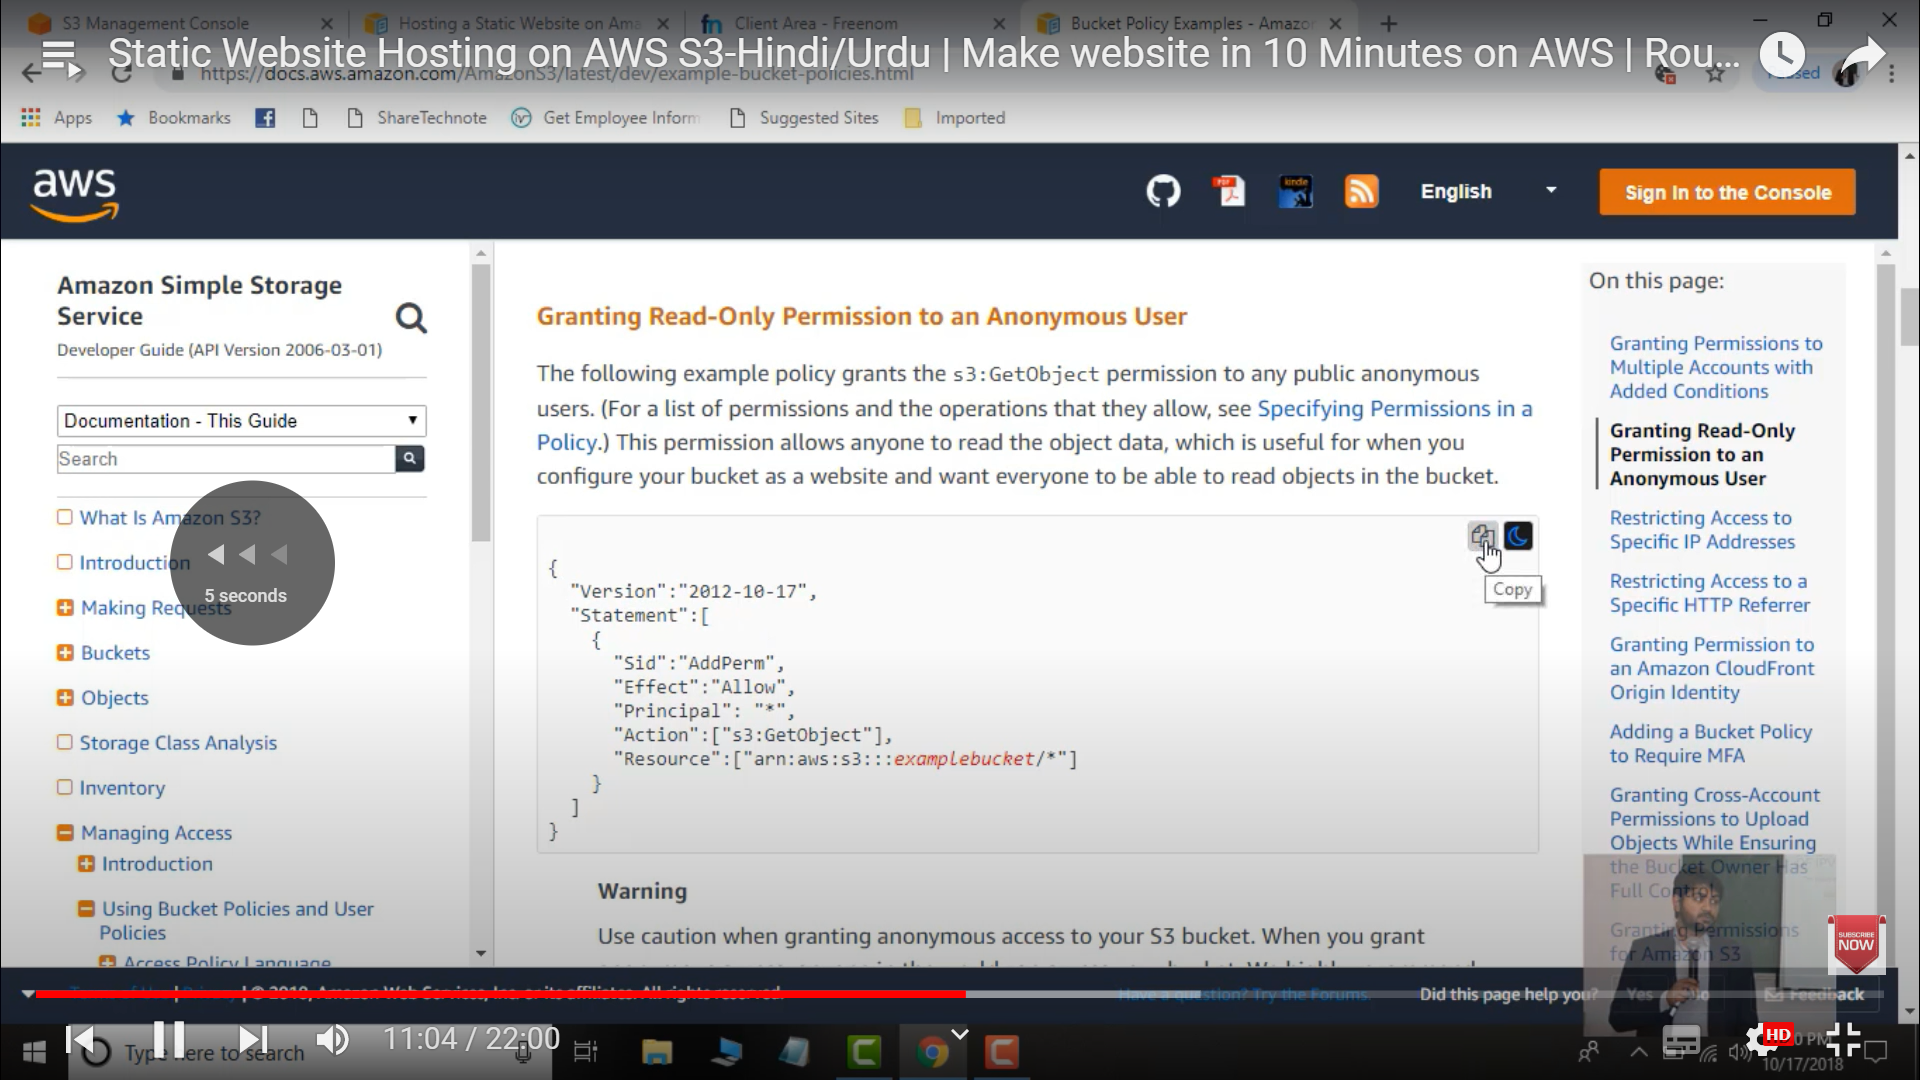 S3 Management Console
Hosting a Static Website on Ama
Client Area - Freenom
Bucket Policy Examples - Amazo
Static Website Hosting on AWS S3-Hindi/Urdu | Make website in 10 Minutes on AWS | Rou...
https://docs.aws.amazon.com/AmazonS3/latest/dev/example-bucket-policies.html
Apps
Bookmarks
ShareTechnote
Get Employee Inform
Suggested Sites
Imported
aws
PDF
kindle
English
Sign In to the Console
Amazon Simple Storage
Service
Developer Guide (API Version 2006-03-01)
Documentation - This Guide
Search
What Is Amazon S3?
Introduction
5 seconds
Making Requests
Buckets
Objects
Storage Class Analysis
Inventory
Managing Access
Introduction
Using Bucket Policies and User
Policies
Access Policy Language
Granting Read-Only Permission to an Anonymous User
The following example policy grants the s3:GetObject permission to any public anonymous
users. (For a list of permissions and the operations that they allow, see Specifying Permissions in a
Policy.) This permission allows anyone to read the object data, which is useful for when you
configure your bucket as a website and want everyone to be able to read objects in the bucket.
Copy
{
"Version":"2012-10-17",
"Statement":[
{
"Sid":"AddPerm",
"Effect":"Allow",
"Principal": "*",
"Action":["s3:GetObject"],
"Resource":["arn:aws:s3:::examplebucket/*"]
}
]
}
Warning
Use caution when granting anonymous access to your S3 bucket. When you grant
On this page:
Granting Permissions to
Multiple Accounts with
Added Conditions
Granting Read-Only
Permission to an
Anonymous User
Restricting Access to
Specific IP Addresses
Restricting Access to a
Specific HTTP Referrer
Granting Permission to
an Amazon CloudFront
Origin Identity
Adding a Bucket Policy
to Require MFA
Granting Cross-Account
Permissions to Upload
Objects While Ensuring
the Bucket Owner Has
Full Control
Granting Permissions
for Amazon S3
SUBSCRIBE
NOW
Have a question? Try the Forums.
Did this page help you?
Yes
Feedback
11:04 / 22:00
Type here to search
HD
10/17/2018